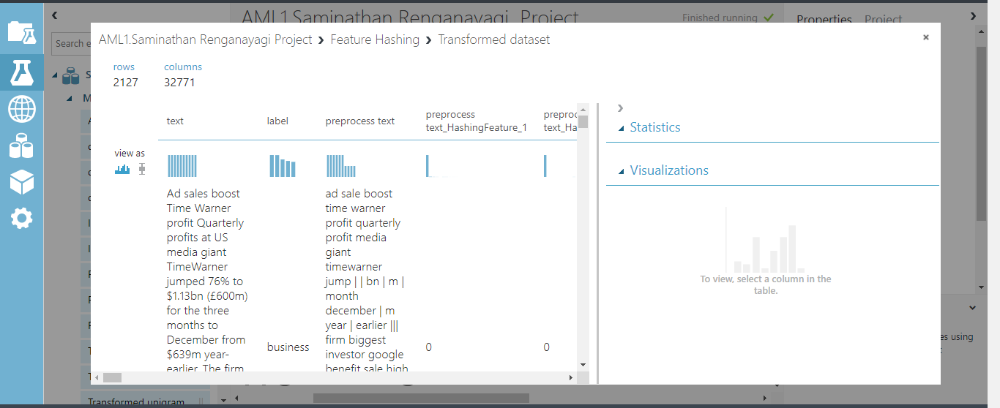 AML1.Saminathan Renganayagi Project
Finished running
Properties Project
Search e
AML1.Saminathan Renganayagi Project › Feature Hashing › Transformed dataset
rows columns
2127 32771
text label preprocess text preprocess text_HashingFeature_1
view as
Ad sales boost
Time Warner
profit Quarterly
profits at US
media giant
TimeWarner
jumped 76% to
$1.13bn (£600m)
for the three
months to
December from
$639m year-
earlier. The firm
business
ad sale boost
time warner
profit quarterly
profit media
giant
timewarner
jump | | bn | m |
month
december | m
year | earlier |||
firm biggest
investor google
benefit sale high
0 0
Statistics
Visualizations
To view, select a column in the
table.
es using
Transformed unigram